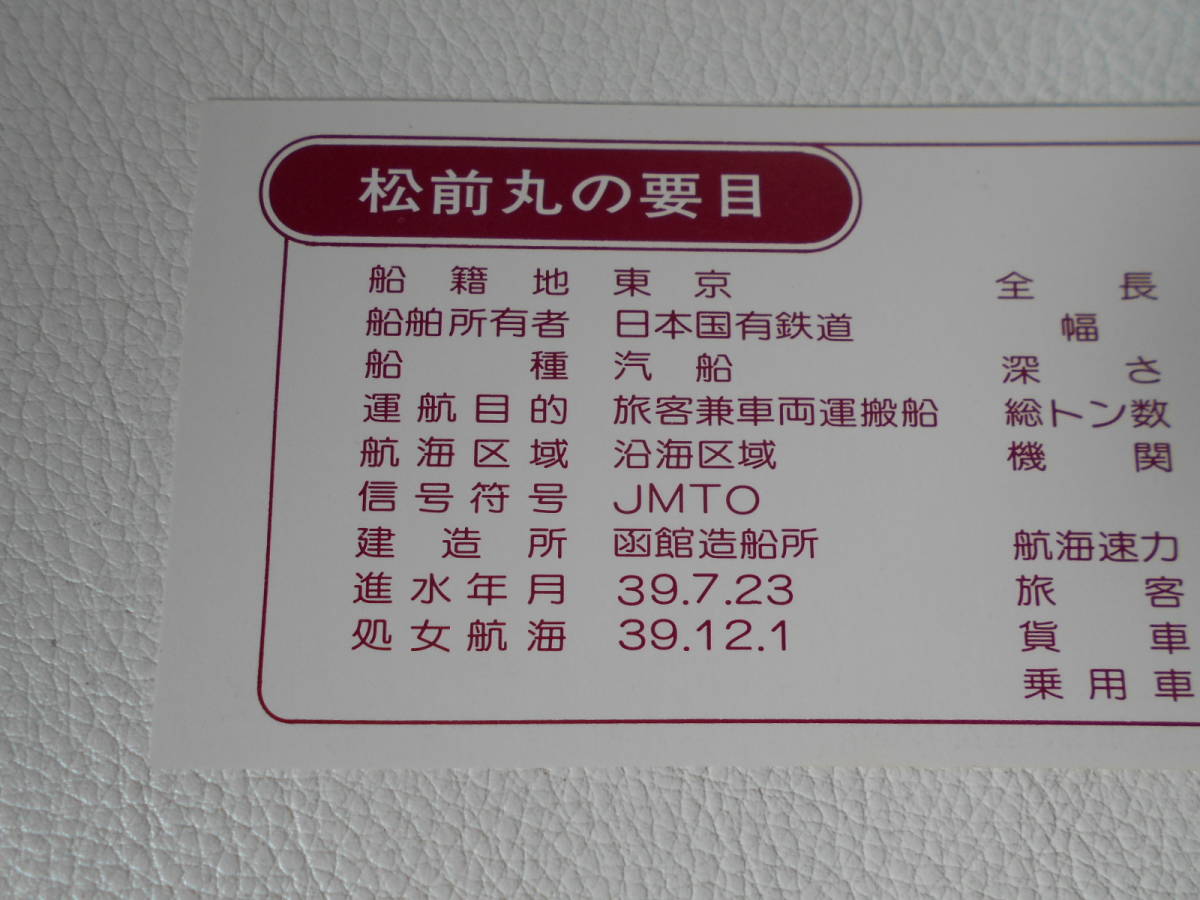 松前丸の要目
船籍地 東京
船舶所有者 日本国有鉄道
船種 汽船
運航目的 旅客兼車両運搬船
航海区域 沿海区域
信号符号 JMTO
建造所 函館造船所
進水年月 39.7.23
処女航海 39.12.1
全長
幅
深さ
総トン数
機関
航海速力
旅客
貨車
乗用車